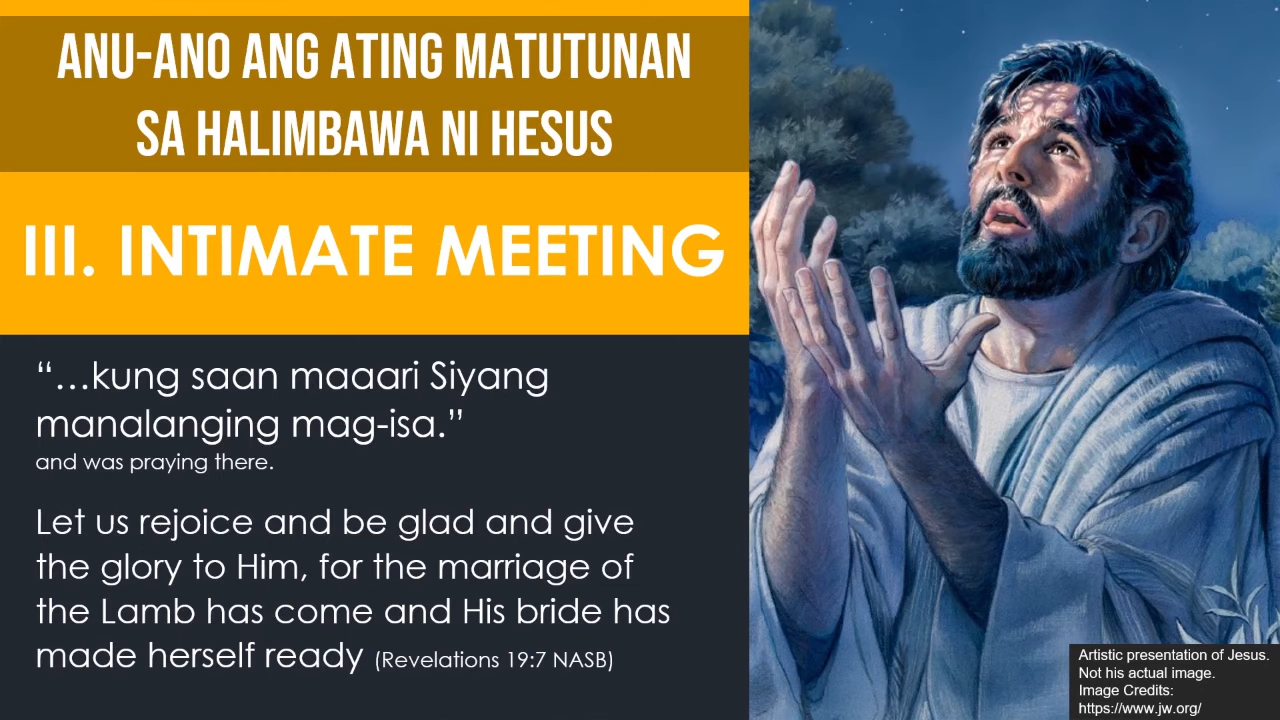 ANU-ANO ANG ATING MATUTUNAN
SA HALIMBAWA NI HESUS
III. INTIMATE MEETING
“…kung saan maaari Siyang
manalanging mag-isa.”
and was praying there.
Let us rejoice and be glad and give
the glory to Him, for the marriage of
the Lamb has come and His bride has
made herself ready (Revelations 19:7 NASB)
Artistic presentation of Jesus.
Not his actual image.
Image Credits:
https://www.jw.org/